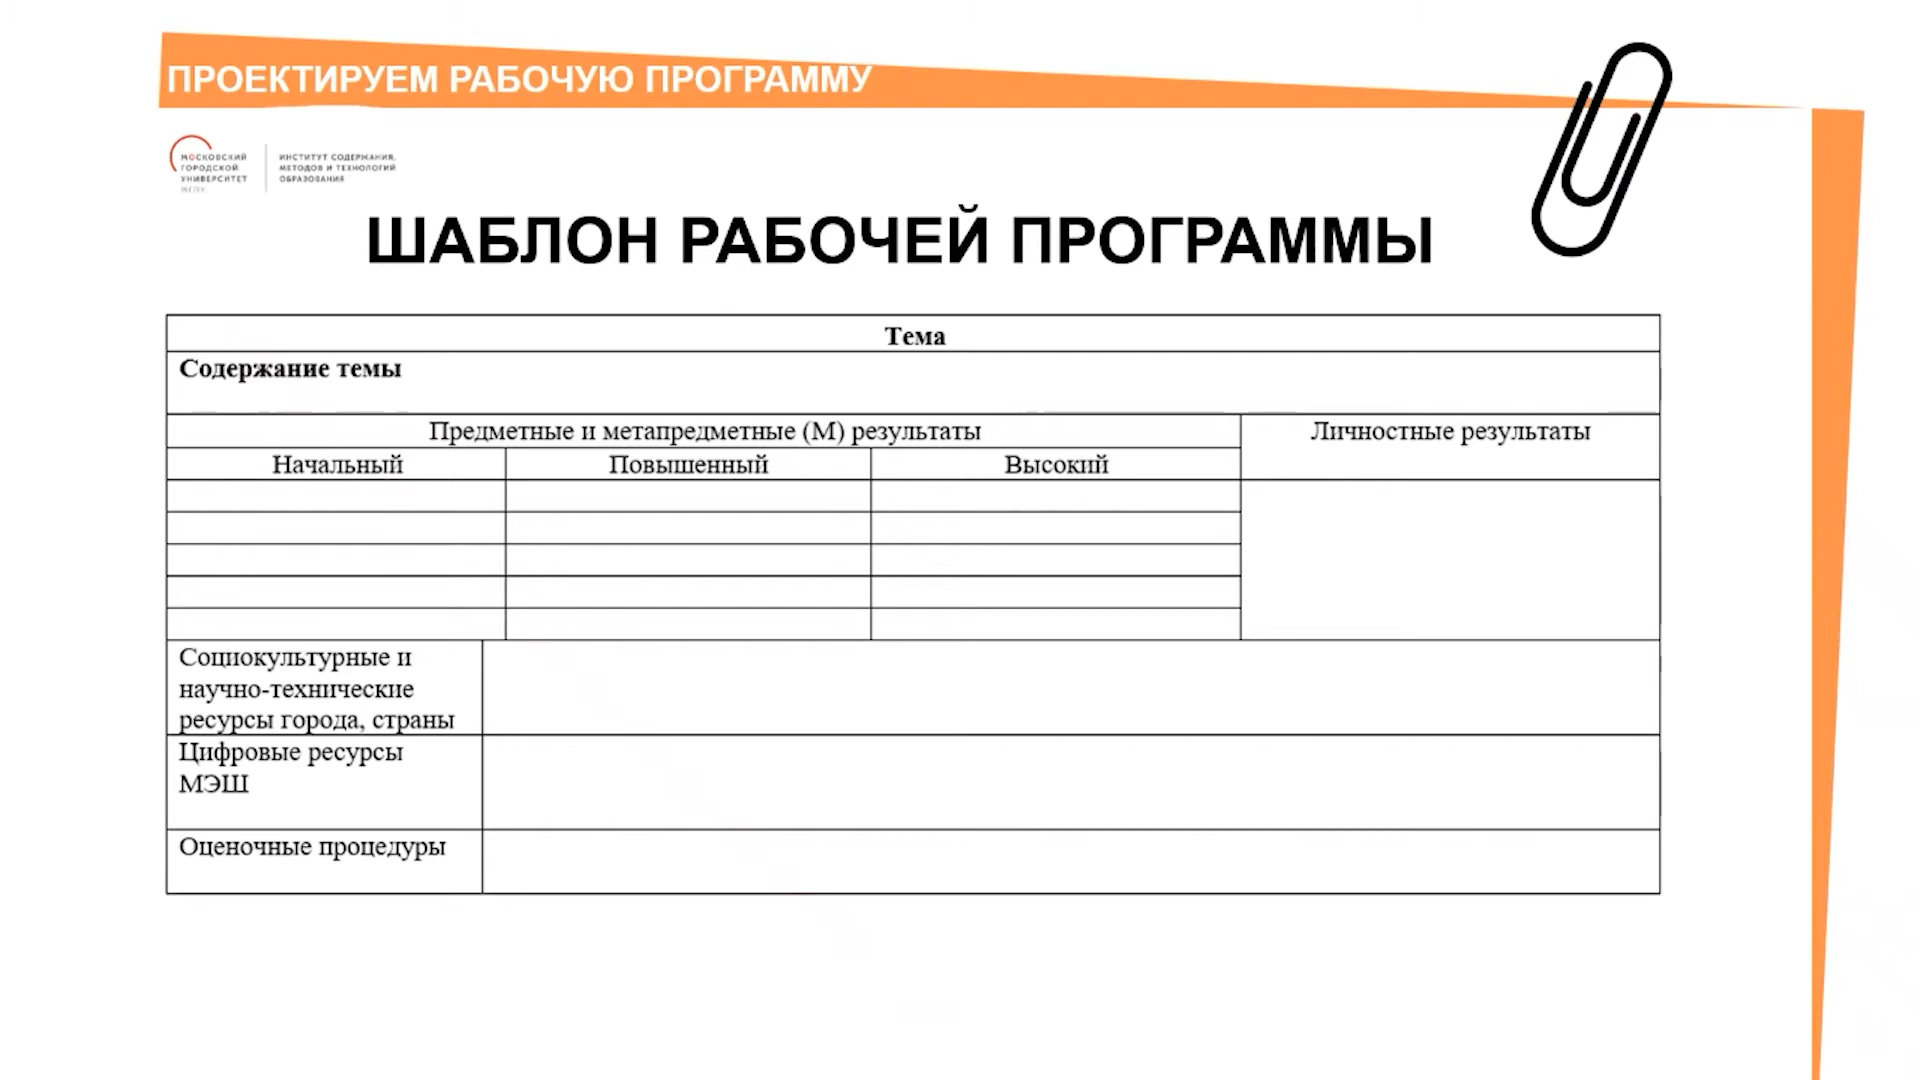 ПРОЕКТИРУЕМ РАБОЧУЮ ПРОГРАММУ
МОСКОВСКИЙ
ГОРОДСКОЙ
УНИВЕРСИТЕТ
МГПУ
ИНСТИТУТ СОДЕРЖАНИЯ,
МЕТОДОВ И ТЕХНОЛОГИЙ
ОБРАЗОВАНИЯ
ШАБЛОН РАБОЧЕЙ ПРОГРАММЫ
Тема
Содержание темы
Предметные и метапредметные (М) результаты
Личностные результаты
Начальный
Повышенный
Высокий
Социокультурные и
научно-технические
ресурсы города, страны
Цифровые ресурсы
МЭШ
Оценочные процедуры